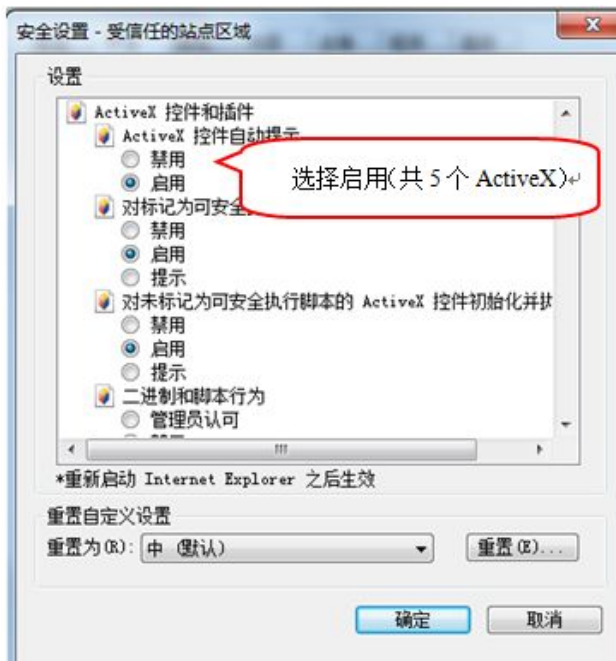 安全设置 - 受信任的站点区域
设置
ActiveX 控件和插件
ActiveX 控件自动提示
禁用
启用
选择启用(共5个 ActiveX)
对标记为可安全
禁用
启用
提示
对未标记为可安全执行脚本的 ActiveX 控件初始化并执
禁用
启用
提示
二进制和脚本行为
管理员认可
*重新启动 Internet Explorer 之后生效
重置自定义设置
重置为(R): 中 (默认)
重置(E)...
确定
取消